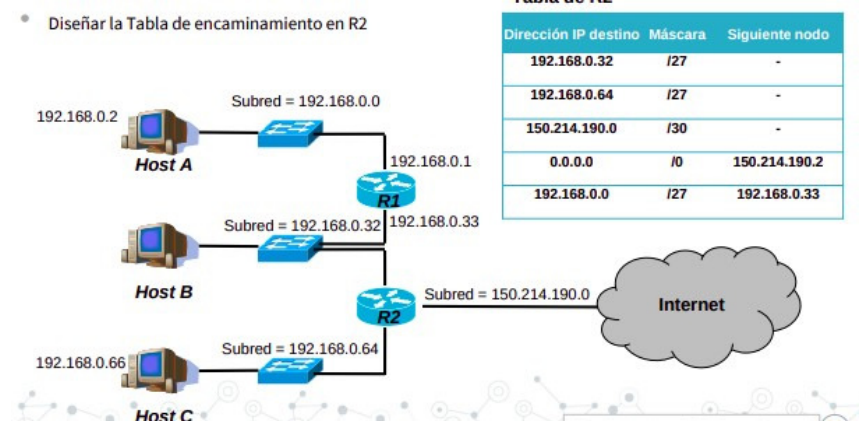 Tabla de R2
Diseñar la Tabla de encaminamiento en R2
Dirección IP destino Máscara Siguiente nodo
192.168.0.32 /27 -
192.168.0.64 /27 -
150.214.190.0 /30 -
0.0.0.0 /0 150.214.190.2
192.168.0.0 /27 192.168.0.33
Subred = 192.168.0.0
192.168.0.2
Host A
192.168.0.1
R1
Subred = 192.168.0.32
192.168.0.33
Host B
R2
Subred = 150.214.190.0
Internet
Subred = 192.168.0.64
192.168.0.66
Host C